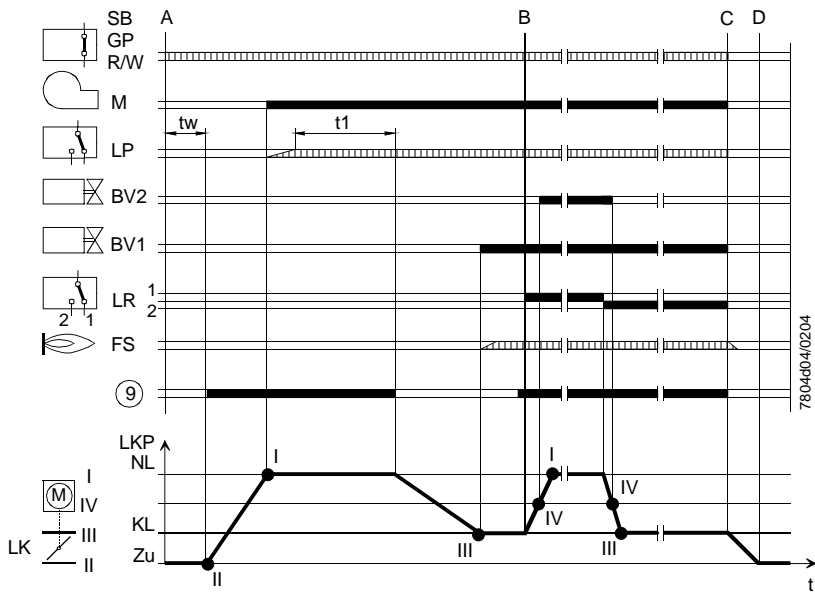 SB A B C D
GP
R/W
M
tw t1
LP
BV2
BV1
LR 1
2
2 1
FS
9
LKP
NL
I I
I
M
IV IV IV
KL
III III III
LK
Zu
II II
t
7804d04/0204